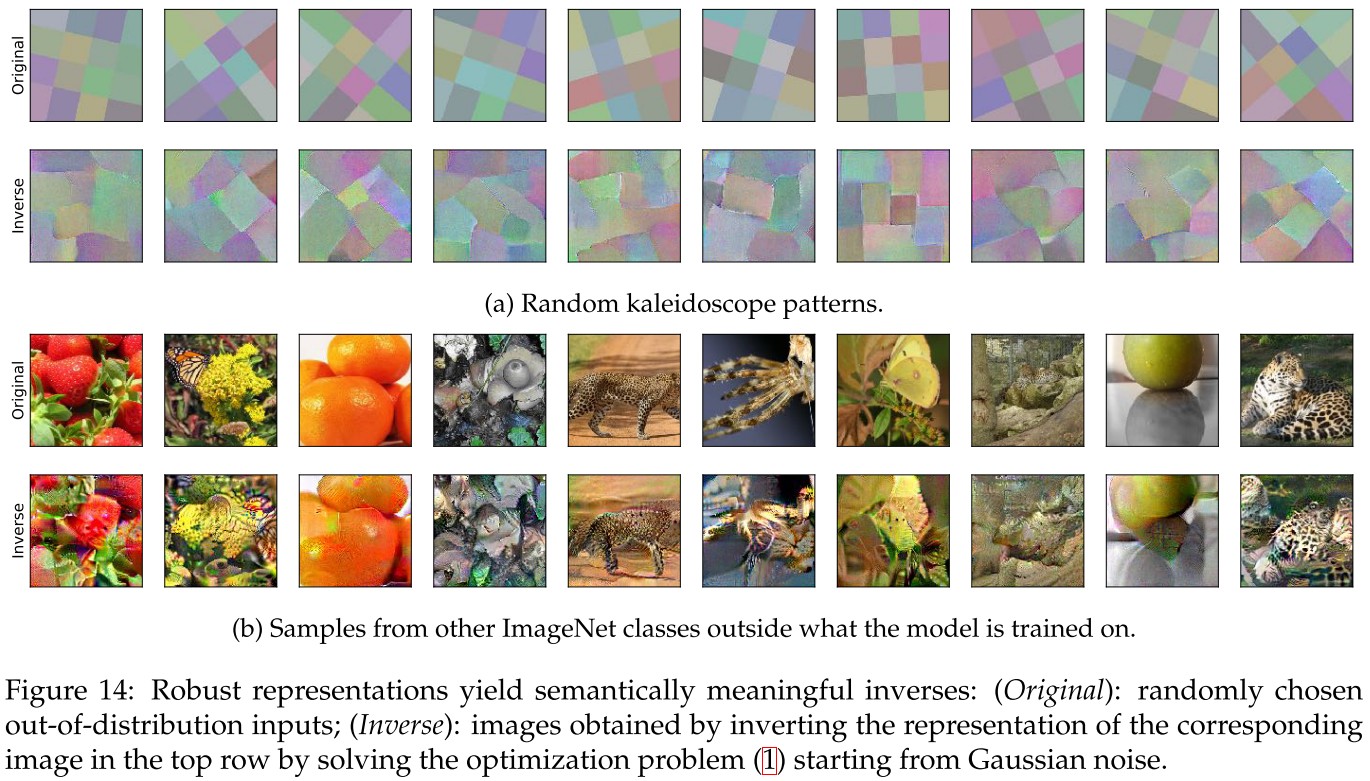 Original
Inverse
(a) Random kaleidoscope patterns.
Original
Inverse
(b) Samples from other ImageNet classes outside what the model is trained on.
Figure 14: Robust representations yield semantically meaningful inverses: (Original): randomly chosen
out-of-distribution inputs; (Inverse): images obtained by inverting the representation of the corresponding
image in the top row by solving the optimization problem (1) starting from Gaussian noise.